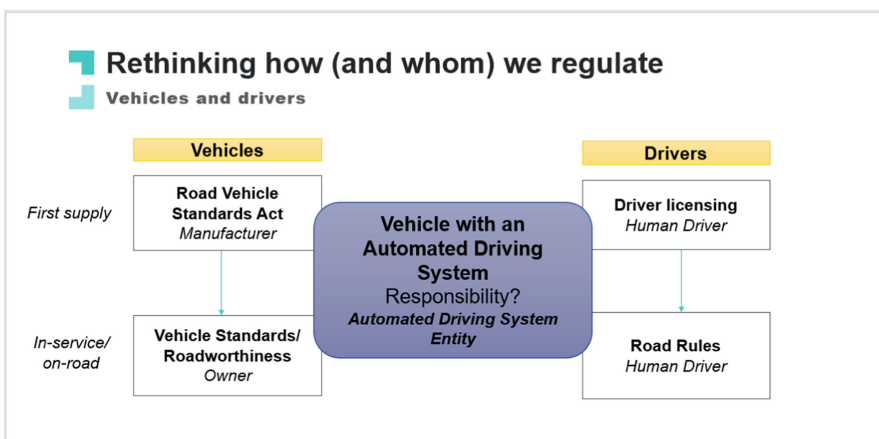 Rethinking how (and whom) we regulate
Vehicles and drivers
Vehicles
Drivers
First supply
Road Vehicle
Standards Act
Manufacturer
Vehicle with an
Automated Driving
System
Responsibility?
Automated Driving System
Entity
Driver licensing
Human Driver
In-service/
on-road
Vehicle Standards/
Roadworthiness
Owner
Road Rules
Human Driver